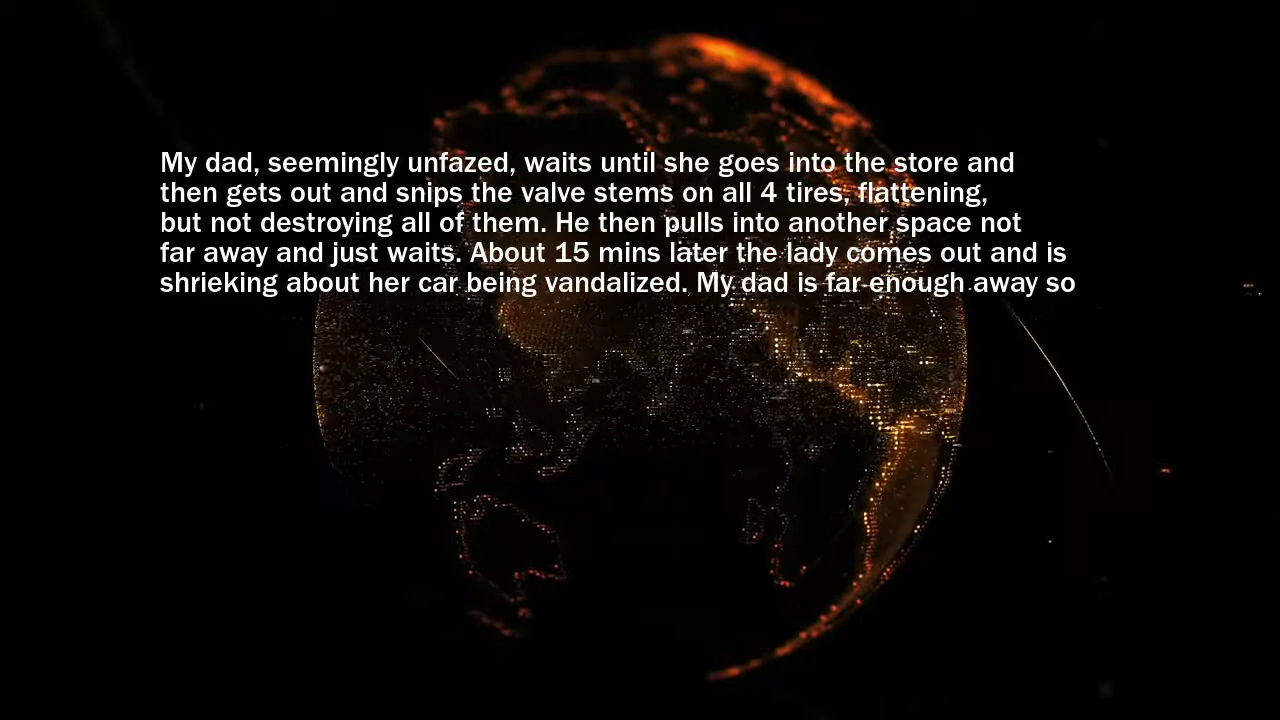 My dad, seemingly unfazed, waits until she goes into the store and
then gets out and snips the valve stems on all 4 tires, flattening,
but not destroying all of them. He then pulls into another space not
far away and just waits. About 15 mins later the lady comes out and is
shrieking about her car being vandalized. My dad is far enough away so